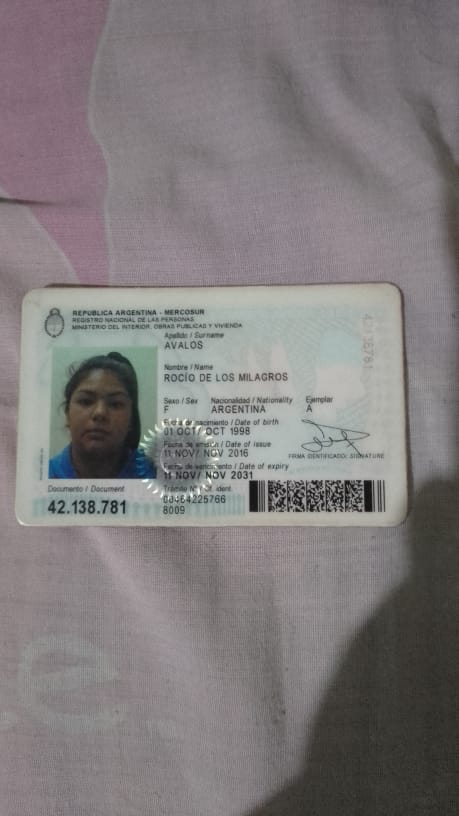 REPUBLICA ARGENTINA - MERCOSUR
REGISTRO NACIONAL DE LAS PERSONAS
MINISTERIO DEL INTERIOR, OBRAS PUBLICAS Y VIVIENDA
Apellido / Surname
AVALOS
Nombre / Name
ROCÍO DE LOS MILAGROS
Sexo / Sex Nacionalidad / Nationality Ejemplar
F ARGENTINA A
Fecha de nacimiento / Date of birth
01 OCT/ OCT 1998
Fecha de emisión / Date of issue
11 NOV/ NOV 2016
Fecha de vencimiento / Date of expiry
11 NOV/ NOV 2031
FIRMA IDENTIFICADO/ SIGNATURE
Documento / Document
42.138.781
Trámite Nº / Of. ident.
00464225766
8009
42138781